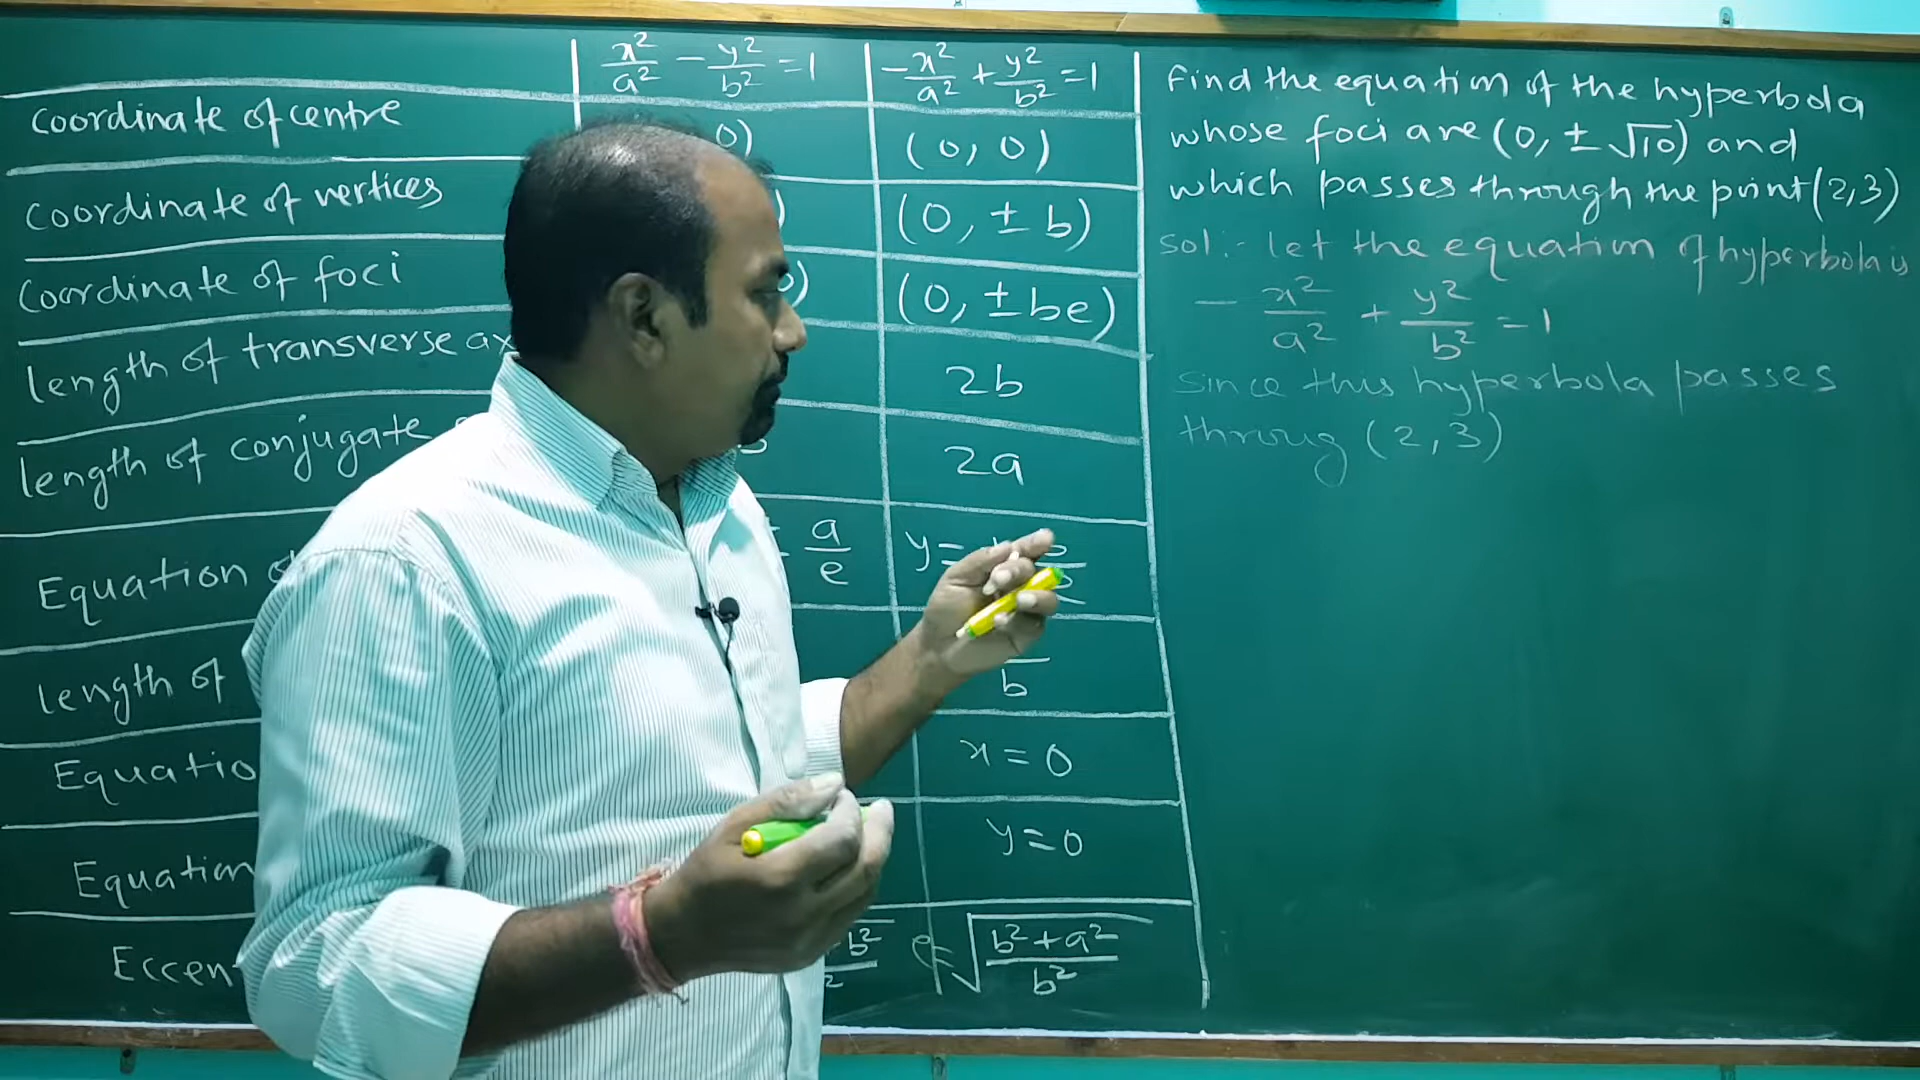 x²/a² - y²/b² = 1
-x²/a² + y²/b² = 1
Coordinate of centre
0)
(0, 0)
Coordinate of vertices
)
(0, ± b)
Coordinate of foci
0)
(0, ± be)
length of transverse
2b
length of conjugate
2a
Equation
a/e
y =
length of
b
Equatio
x = 0
Equation
y = 0
Eccen
b²
e = √((b² + a²)/b²)
Find the equation of the hyperbola
whose foci are (0, ± √10) and
which passes through the point (2,3)
Sol:- let the equation of hyperbola is
- x²/a² + y²/b² = 1
Since this hyperbola passes
throug (2, 3)